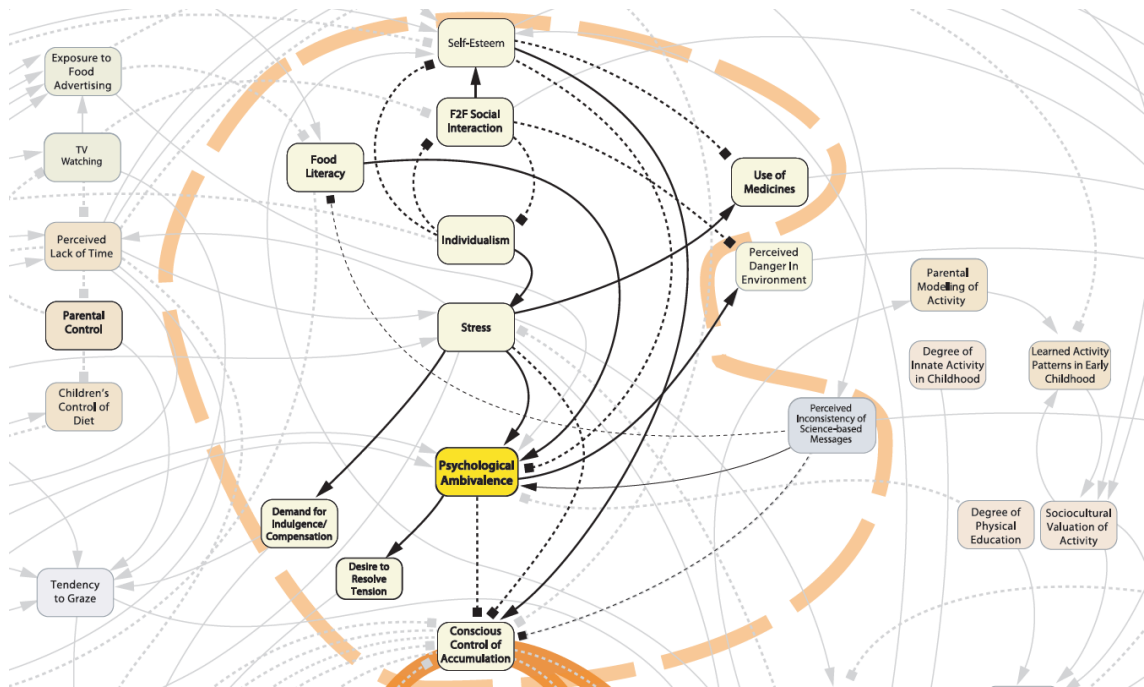 Self-Esteem
Exposure to
Food
Advertising
F2F Social
Interaction
TV
Watching
Food
Literacy
Use of
Medicines
Perceived
Lack of Time
Individualism
Perceived
Danger In
Environment
Parental
Modelling of
Activity
Parental
Control
Stress
Degree of
Innate Activity
in Childhood
Learned Activity
Patterns in Early
Childhood
Children's
Control of
Diet
Perceived
Inconsistency of
Science-based
Messages
Psychological
Ambivalence
Demand for
Indulgence/
Compensation
Degree of
Physical
Education
Sociocultural
Valuation of
Activity
Desire to
Resolve
Tension
Tendency
to Graze
Conscious
Control of
Accumulation